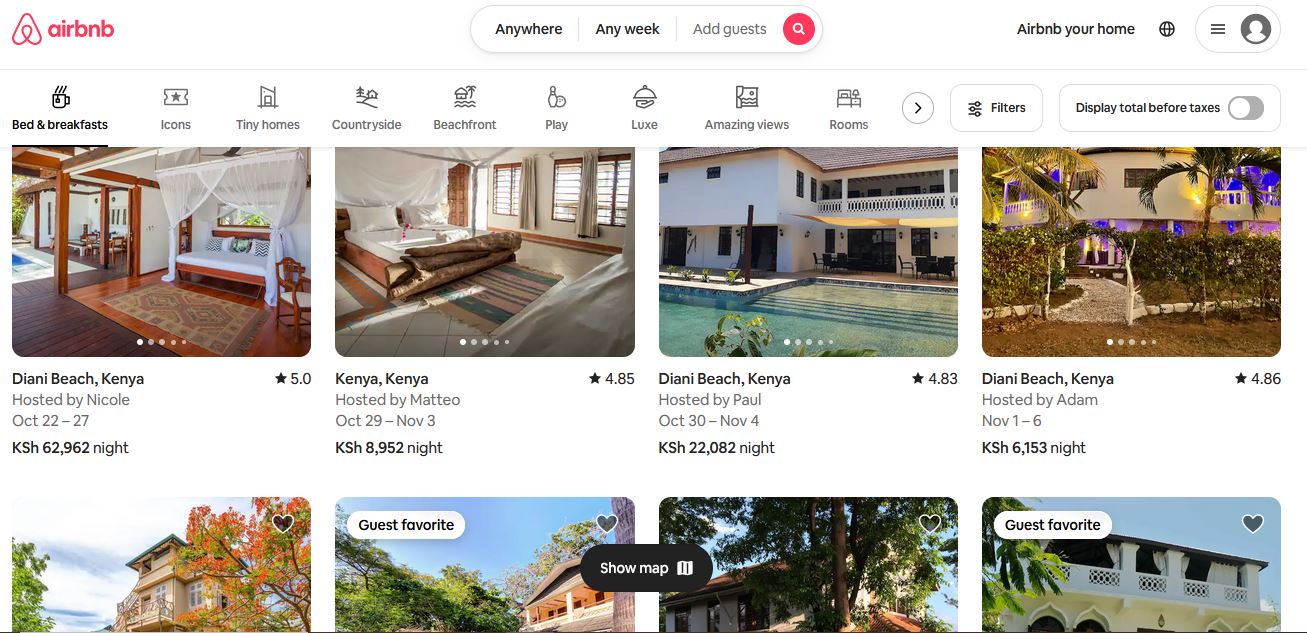 airbnb
Anywhere
Any week
Add guests
Airbnb your home
Bed & breakfasts
Icons
Tiny homes
Countryside
Beachfront
Play
Luxe
Amazing views
Rooms
Filters
Display total before taxes
Diani Beach, Kenya
5.0
Hosted by Nicole
Oct 22 – 27
KSh 62,962 night
Kenya, Kenya
4.85
Hosted by Matteo
Oct 29 – Nov 3
KSh 8,952 night
Diani Beach, Kenya
4.83
Hosted by Paul
Oct 30 – Nov 4
KSh 22,082 night
Diani Beach, Kenya
4.86
Hosted by Adam
Nov 1 – 6
KSh 6,153 night
Guest favorite
Guest favorite
Show map